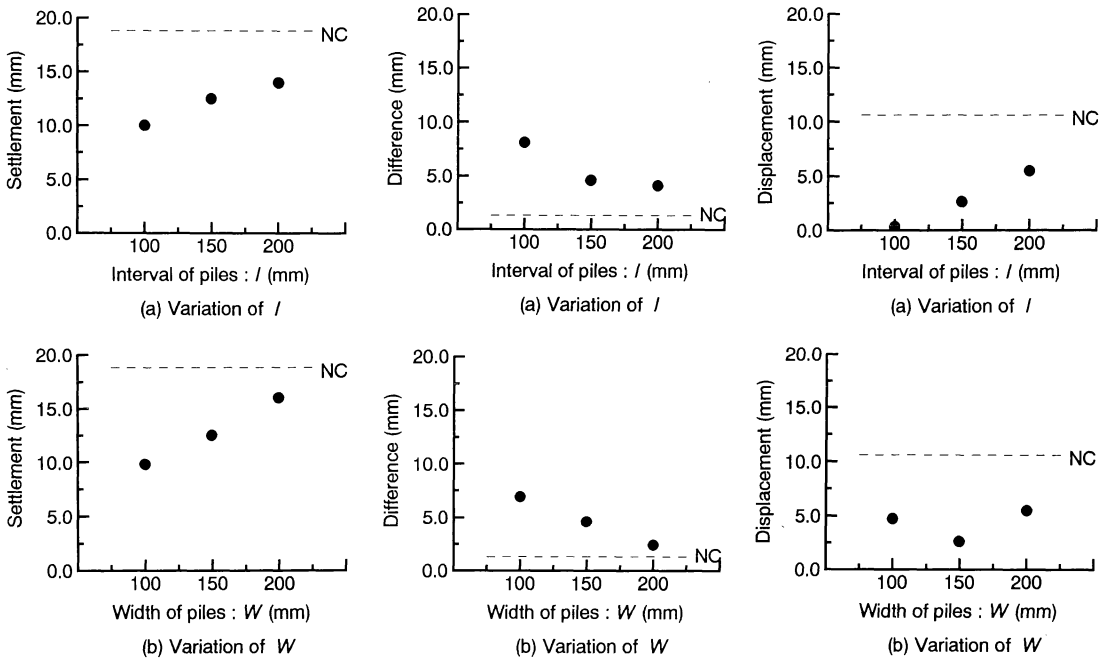 20.0
15.0
10.0
5.0
0.0
Settlement (mm)
NC
100 150 200
Interval of piles : I (mm)
(a) Variation of I
20.0
15.0
10.0
5.0
0.0
Difference (mm)
NC
100 150 200
Interval of piles : I (mm)
(a) Variation of I
20.0
15.0
10.0
5.0
0.0
Displacement (mm)
NC
100 150 200
Interval of piles : I (mm)
(a) Variation of I
20.0
15.0
10.0
5.0
0.0
Settlement (mm)
NC
100 150 200
Width of piles : W (mm)
(b) Variation of W
20.0
15.0
10.0
5.0
0.0
Difference (mm)
NC
100 150 200
Width of piles : W (mm)
(b) Variation of W
20.0
15.0
10.0
5.0
0.0
Displacement (mm)
NC
100 150 200
Width of piles : W (mm)
(b) Variation of W